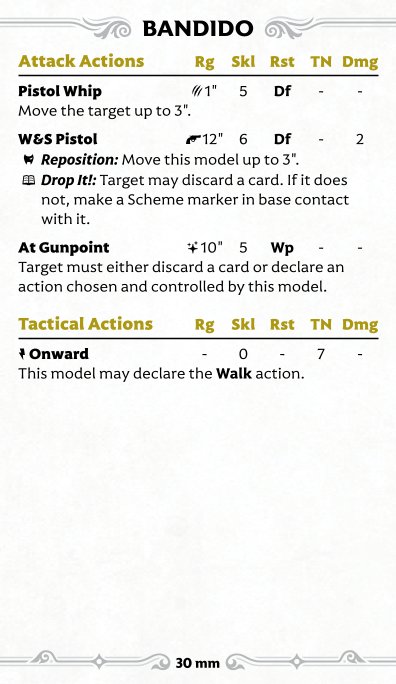 BANDIDO
Attack Actions Rg Skl Rst TN Dmg
Pistol Whip 1" 5 Df - -
Move the target up to 3".
W&S Pistol 12" 6 Df - 2
Reposition: Move this model up to 3".
Drop It!: Target may discard a card. If it does
not, make a Scheme marker in base contact
with it.
At Gunpoint 10" 5 Wp - -
Target must either discard a card or declare an
action chosen and controlled by this model.
Tactical Actions Rg Skl Rst TN Dmg
Onward - 0 - 7 -
This model may declare the Walk action.
30 mm